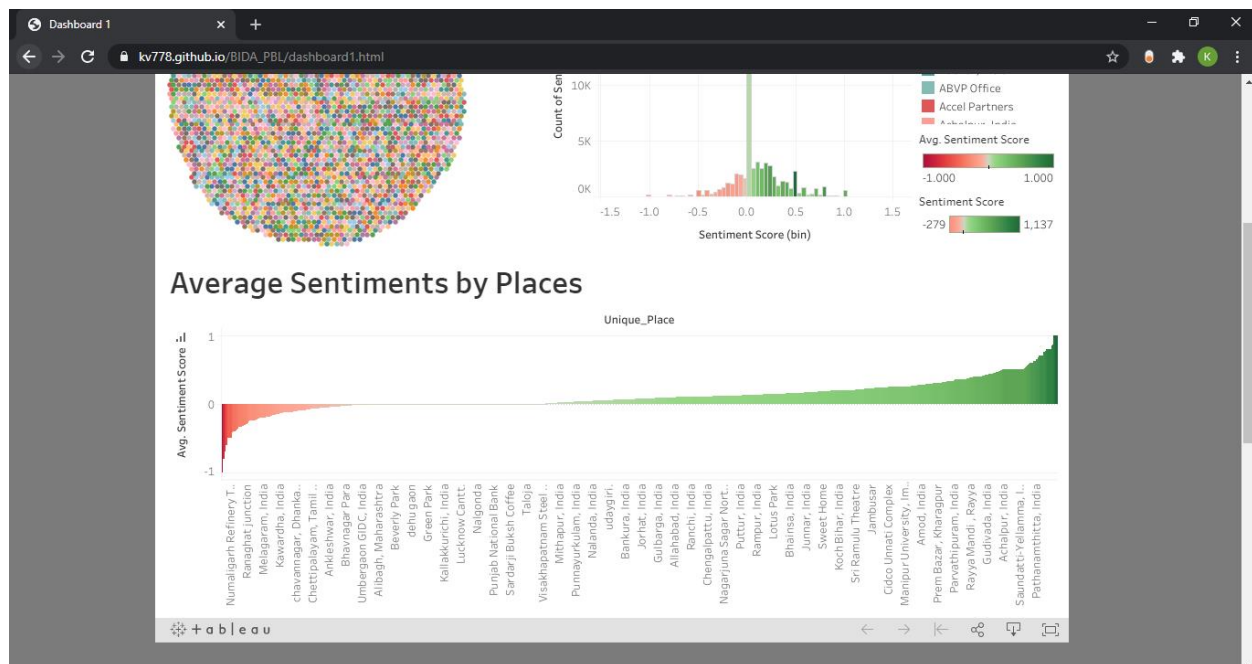 Dashboard 1
kv778.github.io/BIDA_PBL/dashboard1.html
K
Count of Sen
10K
5K
0K
-1.5 -1.0 -0.5 0.0 0.5 1.0 1.5
Sentiment Score (bin)
ABVP Office
Accel Partners
Avg. Sentiment Score
-1.000 1.000
Sentiment Score
-279 1,137
Average Sentiments by Places
Unique_Place
Avg. Sentiment Score
1
0
-1
Numaligarh Refinery T..
Ranaghat junction
Melagaram, India
Kawardha, India
chavannagar, Dhanka..
Chettipalayam, Tamil ..
Ankleshwar, India
Bhavnagar Para
Umbergaon GIDC, India
Alibagh, Maharashtra
Beverly Park
dehu gaon
Green Park
Kallakkurichi, India
Lucknow Cantt.
Nalgonda
Punjab National Bank
Sardarji Buksh Coffee
Taloja
Visakhapatnam Steel ..
Mithapur, India
Punnayurkulam, India
Nalanda, India
udaygiri.
Bankura, India
Jorhat, India
Gulbarga, India
Allahabad, India
Ranchi, India
Chengalpattu, India
Nagarjuna Sagar Nort..
Puttur, India
Rampur, India
Lotus Park
Bhainsa, India
Junnar, India
Sweet Home
Koch Bihar, India
Sri Ramulu Theatre
Jambusar
Cidco Unnati Complex
Manipur University, Im..
Amod, India
Prem Bazar , Kharagpur
Parvathipuram, India
Rayya Mandi , Rayya
Gudivada, India
Achalpur, India
Saundatti-Yellamma, I..
Pathanamthitta, India
+ a b l e a u